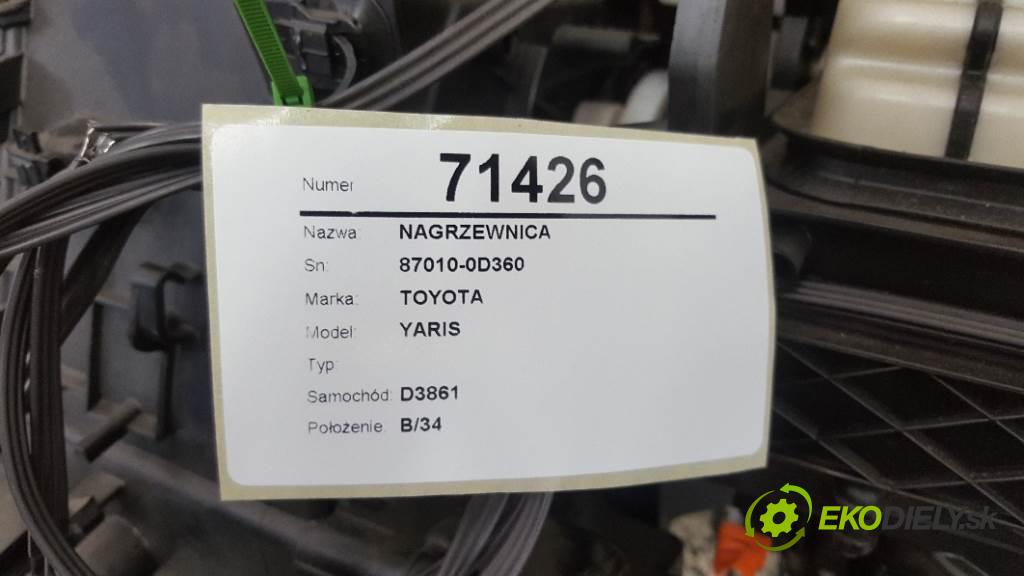 Numer 71426
Nazwa: NAGRZEWNICA
Sn: 87010-0D360
Marka: TOYOTA
Model: YARIS
Typ:
Samochód: D3861
Położenie: B/34
EKODIELY.sk